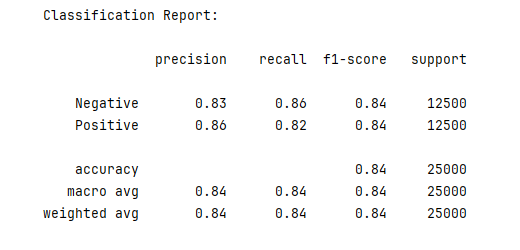 Classification Report:
precision recall f1-score support
Negative 0.83 0.86 0.84 12500
Positive 0.86 0.82 0.84 12500
accuracy 0.84 25000
macro avg 0.84 0.84 0.84 25000
weighted avg 0.84 0.84 0.84 25000